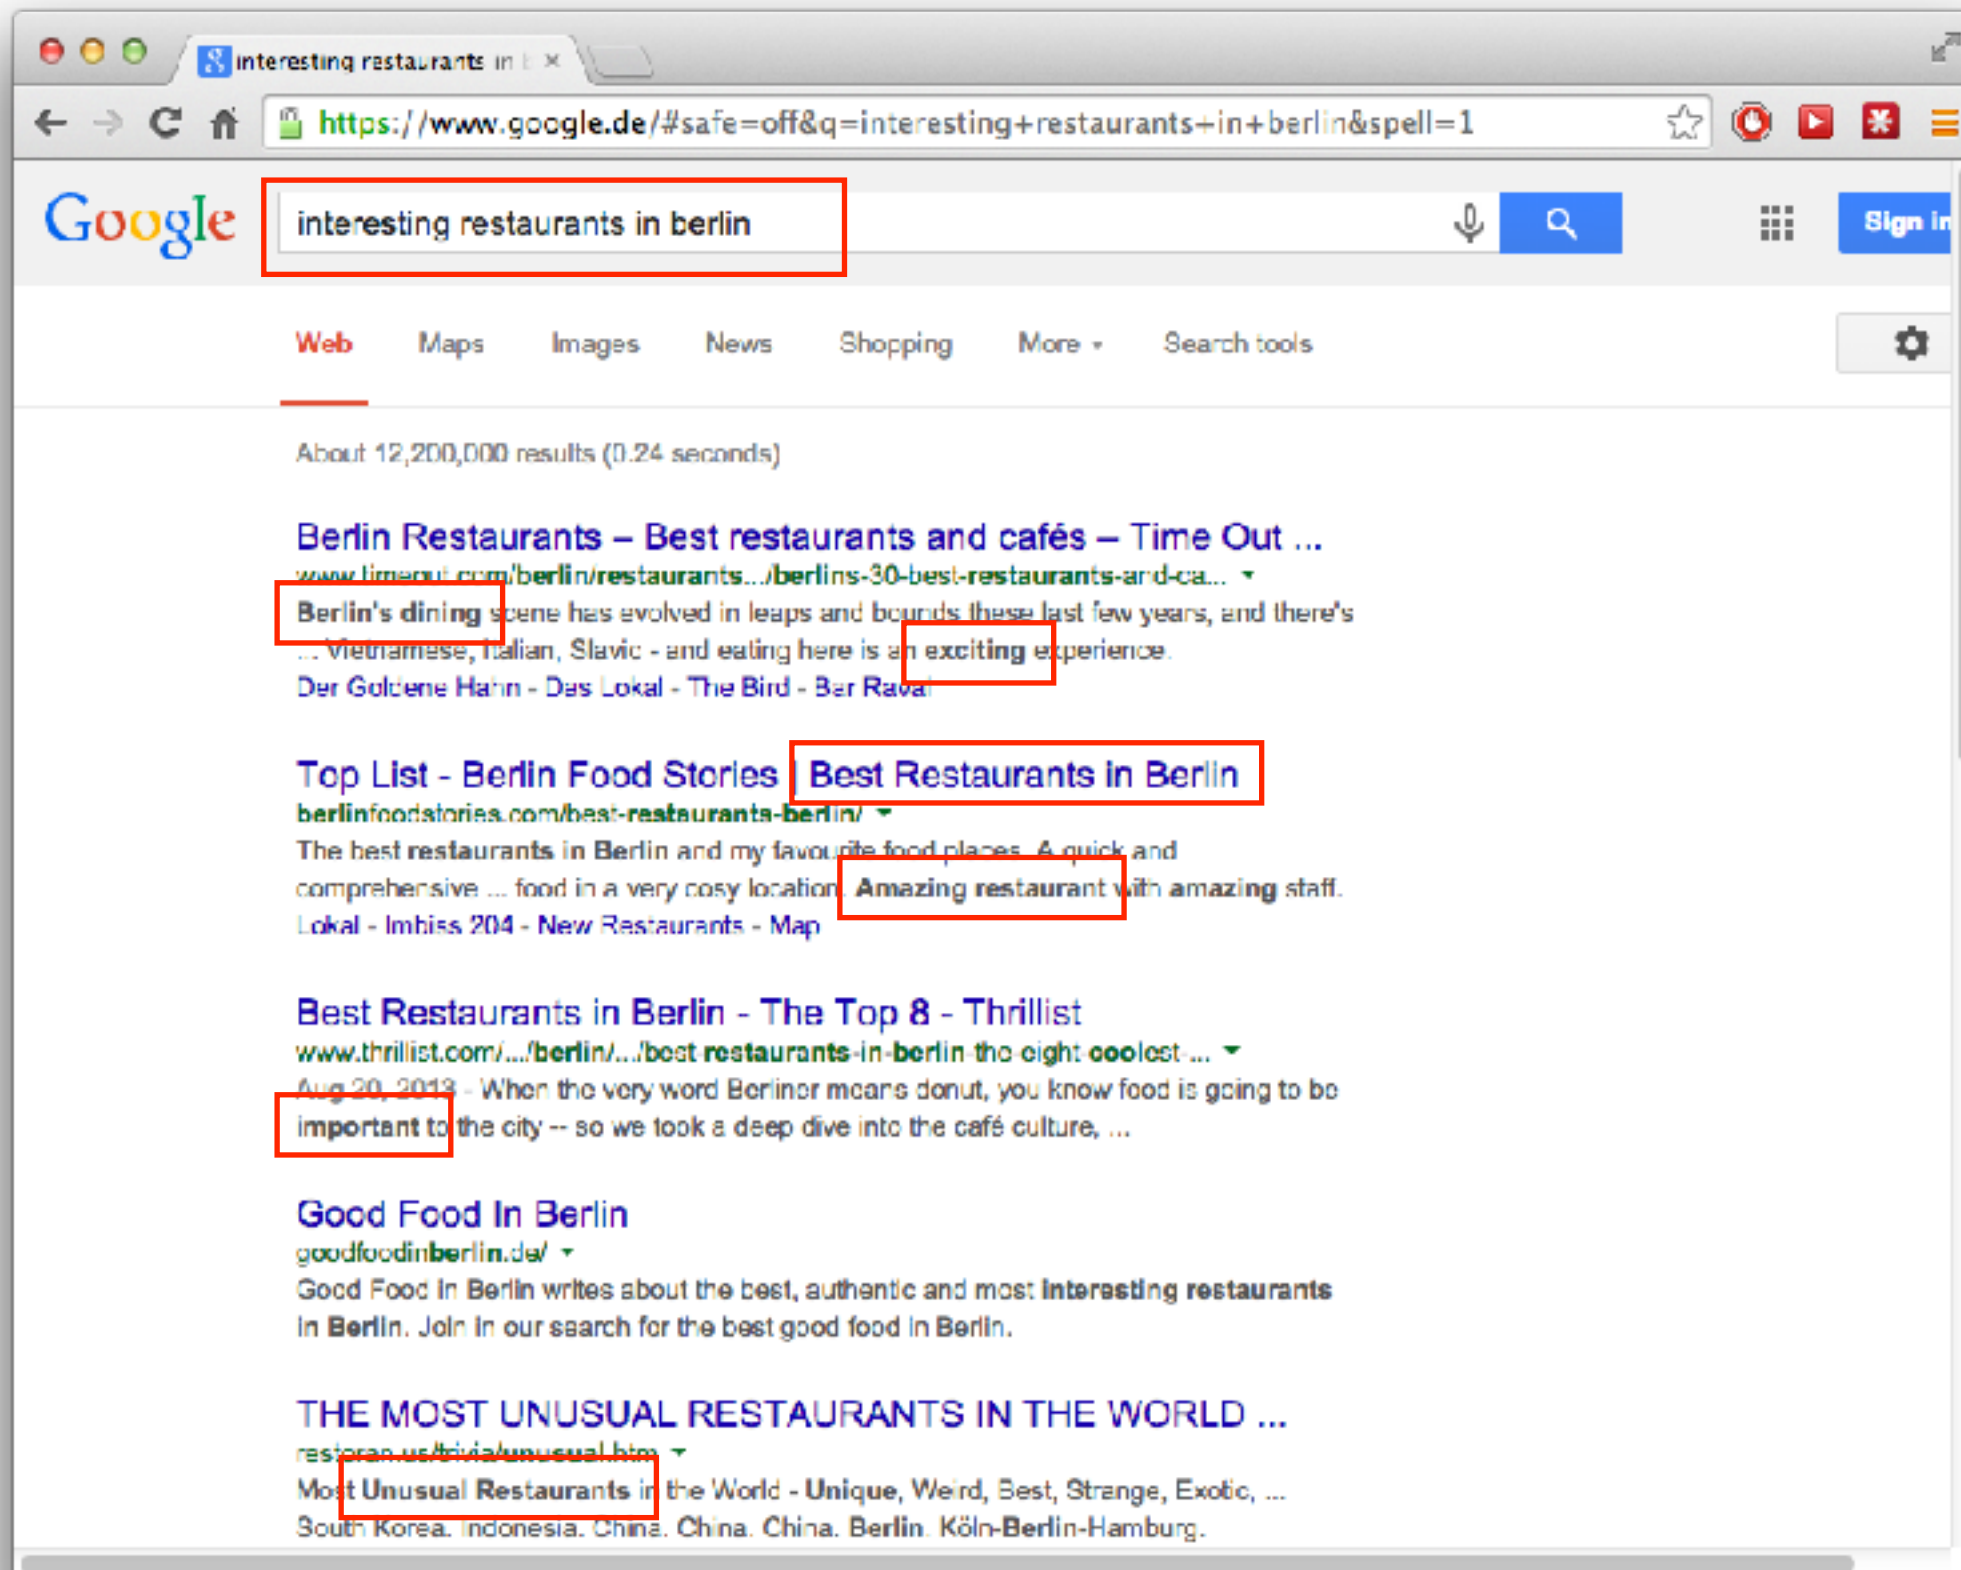 interesting restaurants in b
https://www.google.de/#safe=off&q=interesting+restaurants+in+berlin&spell=1
Google
interesting restaurants in berlin
Sign in
Web Maps Images News Shopping More Search tools
About 12,200,000 results (0.24 seconds)
Berlin Restaurants – Best restaurants and cafés – Time Out ...
www.timeout.com/berlin/restaurants.../berlins-30-best-restaurants-and-ca...
Berlin's dining scene has evolved in leaps and bounds these last few years, and there's
... Vietnamese, Italian, Slavic - and eating here is an exciting experience.
Der Goldene Hahn - Das Lokal - The Bird - Bar Raval
Top List - Berlin Food Stories | Best Restaurants in Berlin
berlinfoodstories.com/best-restaurants-berlin/
The best restaurants in Berlin and my favourite food places. A quick and
comprehensive ... food in a very cosy location. Amazing restaurant with amazing staff.
Lokal - Imbiss 204 - New Restaurants - Map
Best Restaurants in Berlin - The Top 8 - Thrillist
www.thrillist.com/.../berlin/.../best-restaurants-in-berlin-the-eight-coolest-...
Aug 20, 2013 - When the very word Berliner means donut, you know food is going to be
important to the city -- so we took a deep dive into the café culture, ...
Good Food In Berlin
goodfoodinberlin.de/
Good Food in Berlin writes about the best, authentic and most interesting restaurants
in Berlin. Join in our search for the best good food in Berlin.
THE MOST UNUSUAL RESTAURANTS IN THE WORLD ...
restoran.us/trivia/unusual.htm
Most Unusual Restaurants in the World - Unique, Weird, Best, Strange, Exotic, ...
South Korea. Indonesia. China. China. China. Berlin. Köln-Berlin-Hamburg.